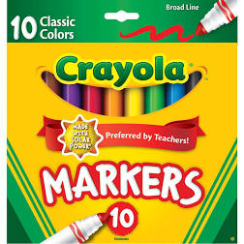 10 Classic
Colors
Broad Line
Crayola
MADE
WITH
SOLAR
POWER!
Preferred by Teachers!
MARKERS
10